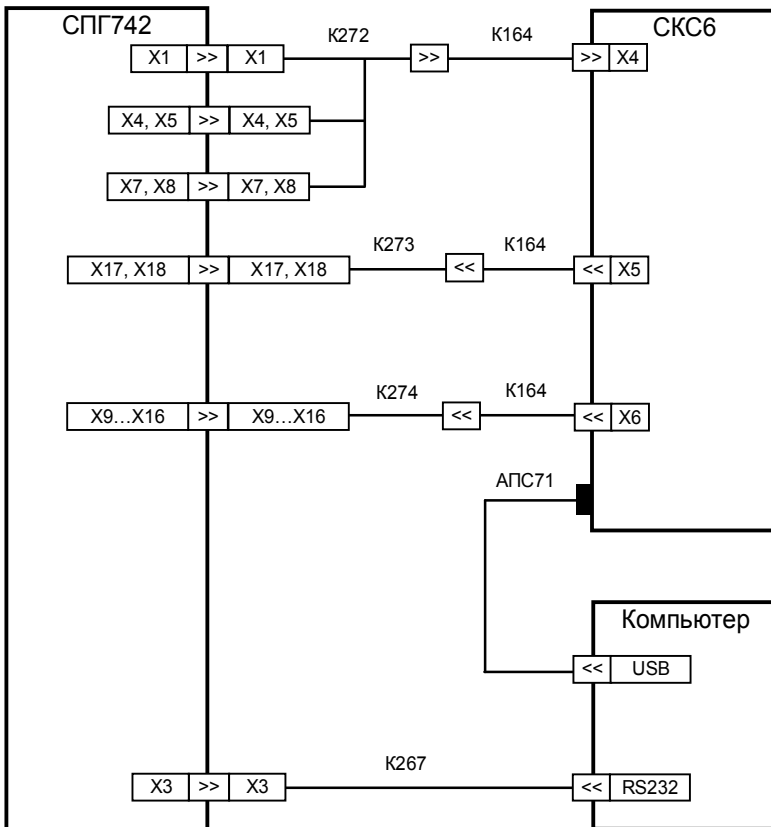 СПГ742
СКС6
К272
К164
X1 >> X1
>>
>> X4
X4, X5 >> X4, X5
X7, X8 >> X7, X8
К273
К164
X17, X18 >> X17, X18
<<
<< X5
К274
К164
X9...X16 >> X9...X16
<<
<< X6
АПС71
Компьютер
<< USB
К267
X3 >> X3
<< RS232